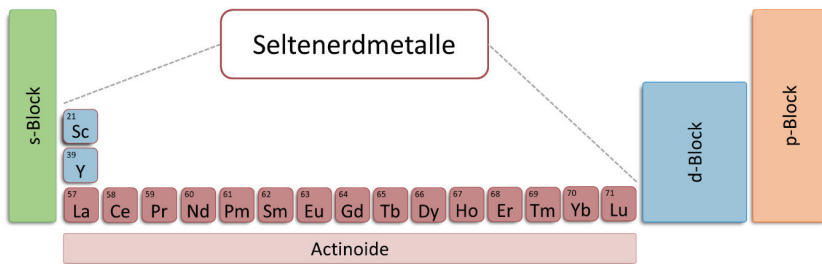 Seltenerdmetalle
s-Block
21
Sc
39
Y
57 58 59 60 61 62 63 64 65 66 67 68 69 70 71
La Ce Pr Nd Pm Sm Eu Gd Tb Dy Ho Er Tm Yb Lu
d-Block
p-Block
Actinoide